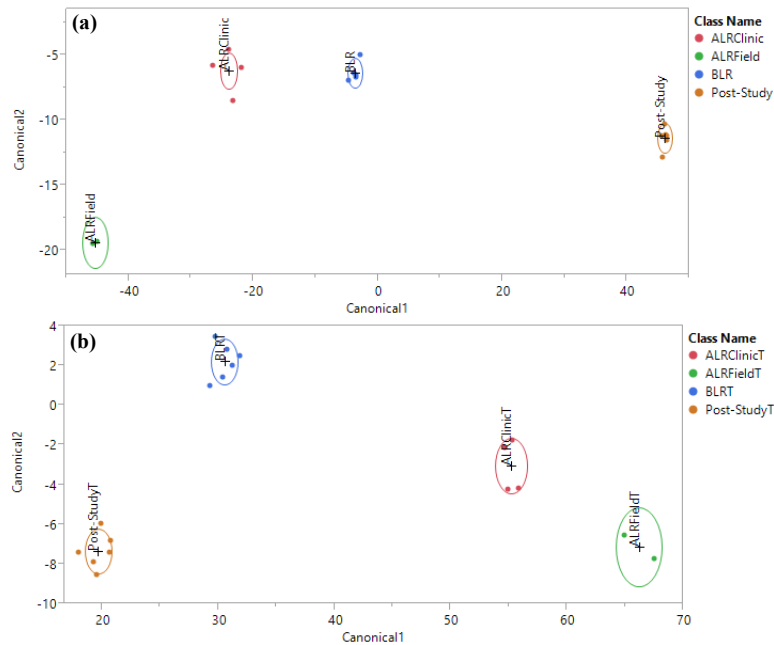 (a)
Class Name
ALRClinic
ALRField
BLR
Post-Study
ALRClinic
BLR
Post-Study
ALRField
-5
-10
-15
-20
Canonical2
-40
-20
0
20
40
Canonical1
(b)
Class Name
ALRClinicT
ALRFieldT
BLRT
Post-StudyT
BLRT
ALRClinicT
Post-StudyT
ALRFieldT
4
2
0
-2
-4
-6
-8
-10
Canonical2
20
30
40
50
60
70
Canonical1